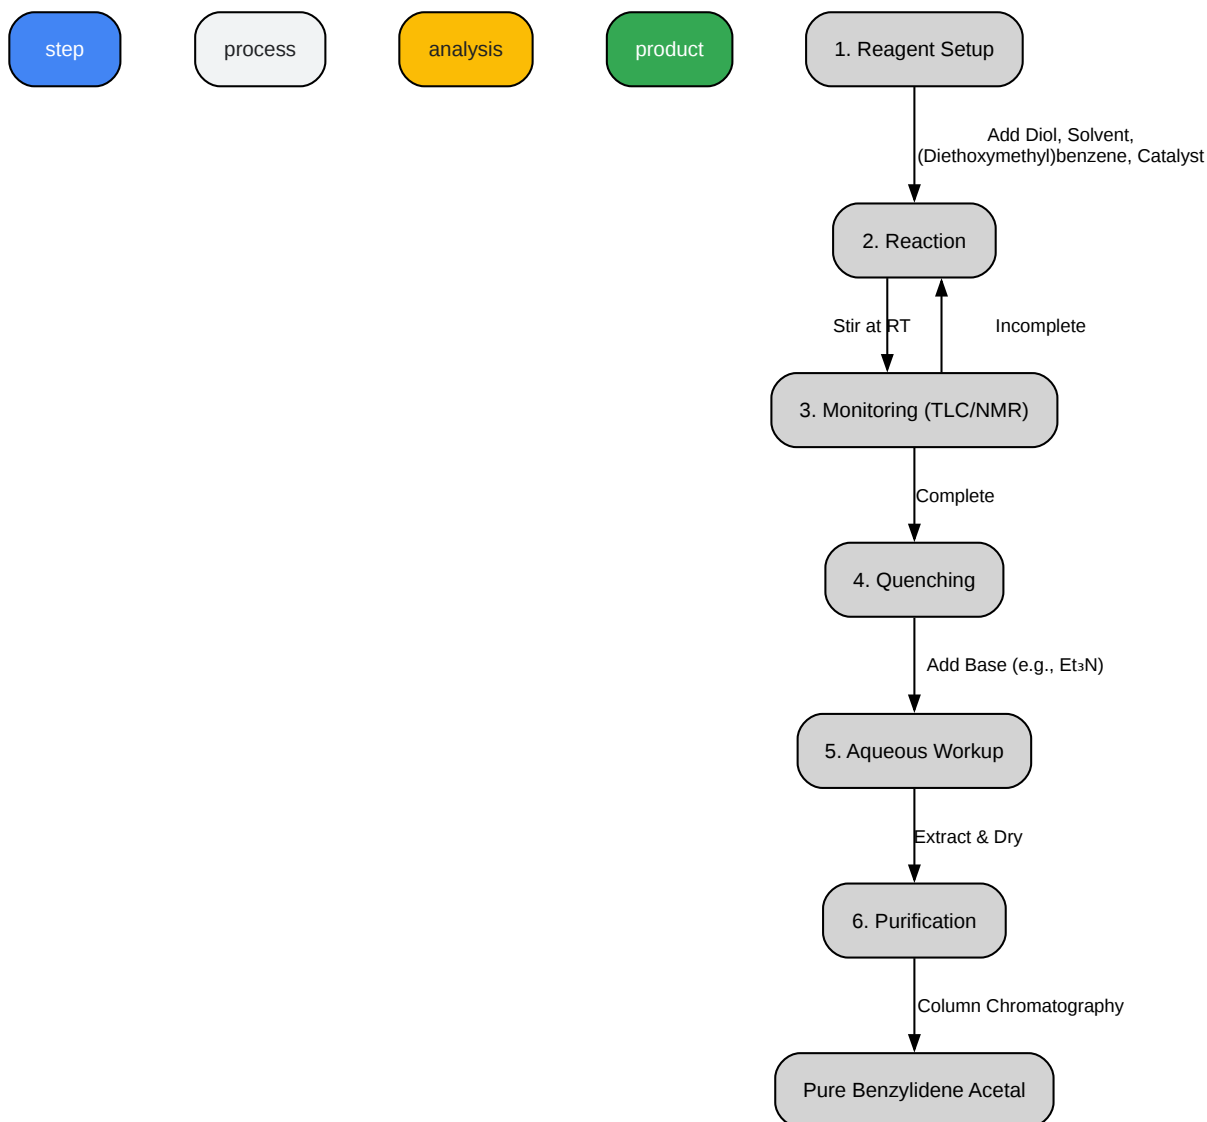 step
process
analysis
product
1. Reagent Setup
Add Diol, Solvent,
(Diethoxymethyl)benzene, Catalyst
2. Reaction
Stir at RT
Incomplete
3. Monitoring (TLC/NMR)
Complete
4. Quenching
Add Base (e.g., Et₃N)
5. Aqueous Workup
Extract & Dry
6. Purification
Column Chromatography
Pure Benzylidene Acetal